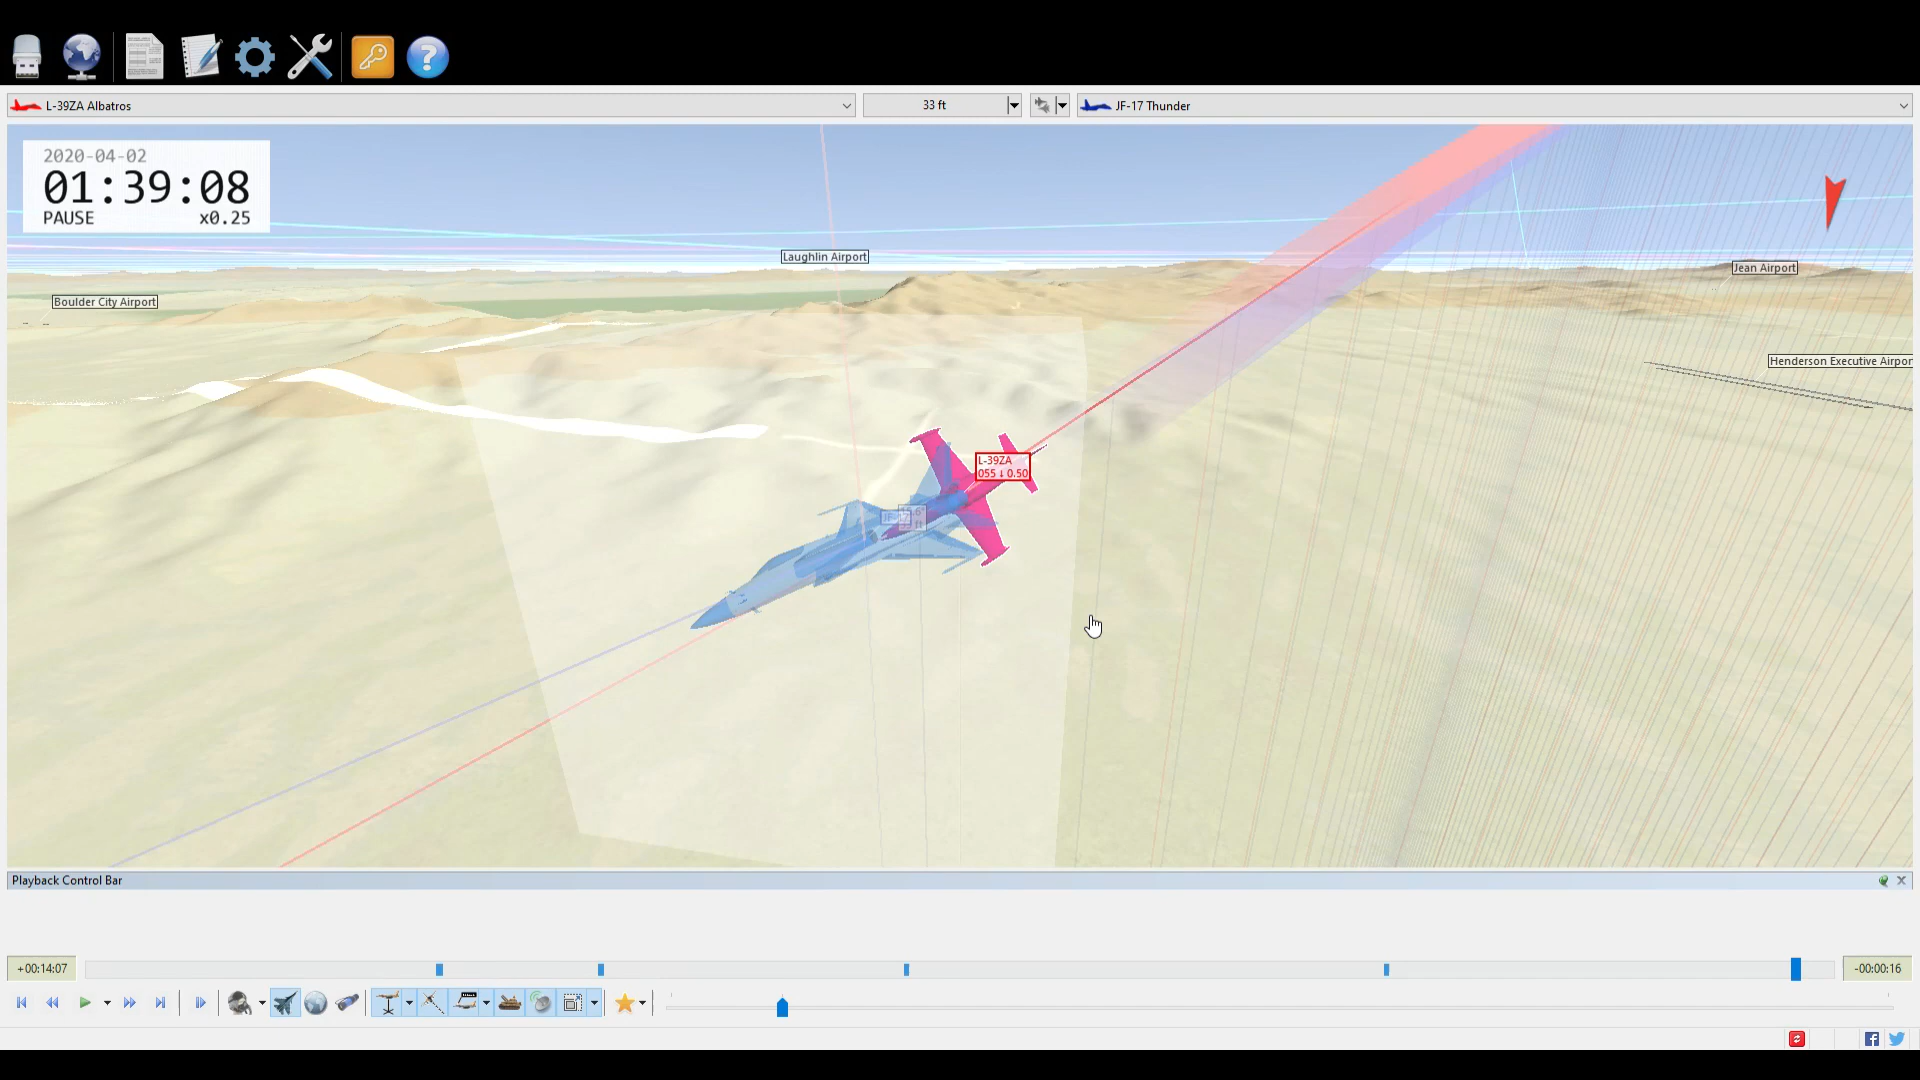 L-39ZA Albatros
33 ft
JF-17 Thunder
2020-04-02
01:39:08
PAUSE x0.25
Laughlin Airport
Jean Airport
Boulder City Airport
Henderson Executive Airpor
L-39ZA
055 ↓ 0.50
Playback Control Bar
+00:14:07
-00:00:16